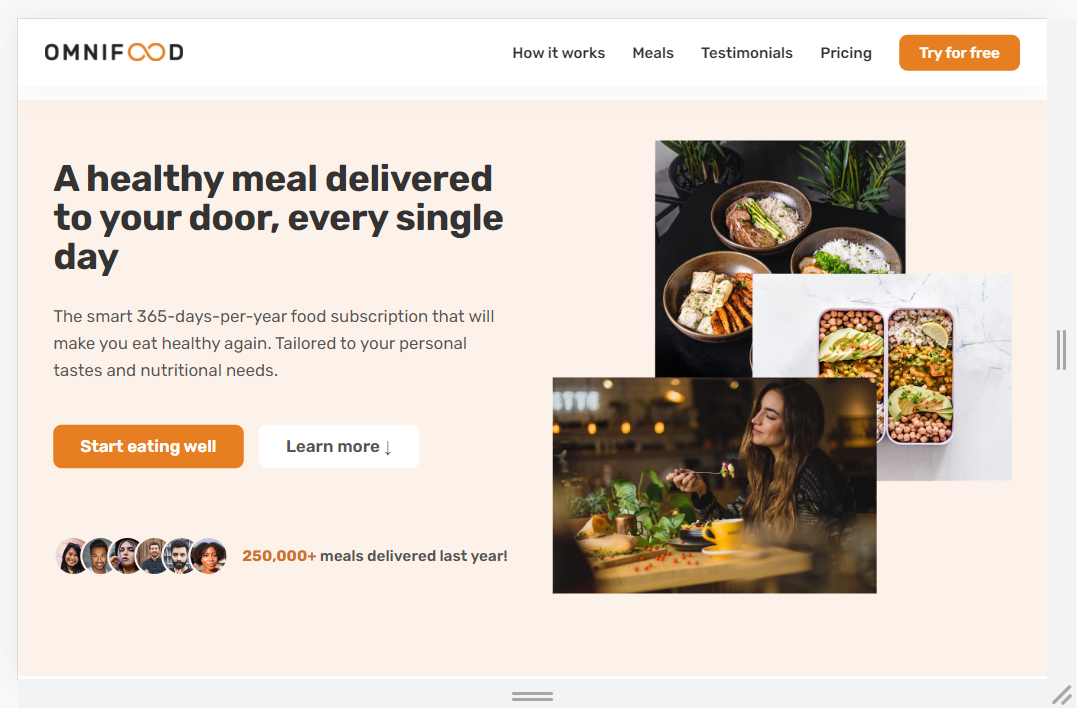 OMNIFOOD
How it works Meals Testimonials Pricing Try for free
A healthy meal delivered
to your door, every single
day
The smart 365-days-per-year food subscription that will
make you eat healthy again. Tailored to your personal
tastes and nutritional needs.
Start eating well Learn more ↓
250,000+ meals delivered last year!